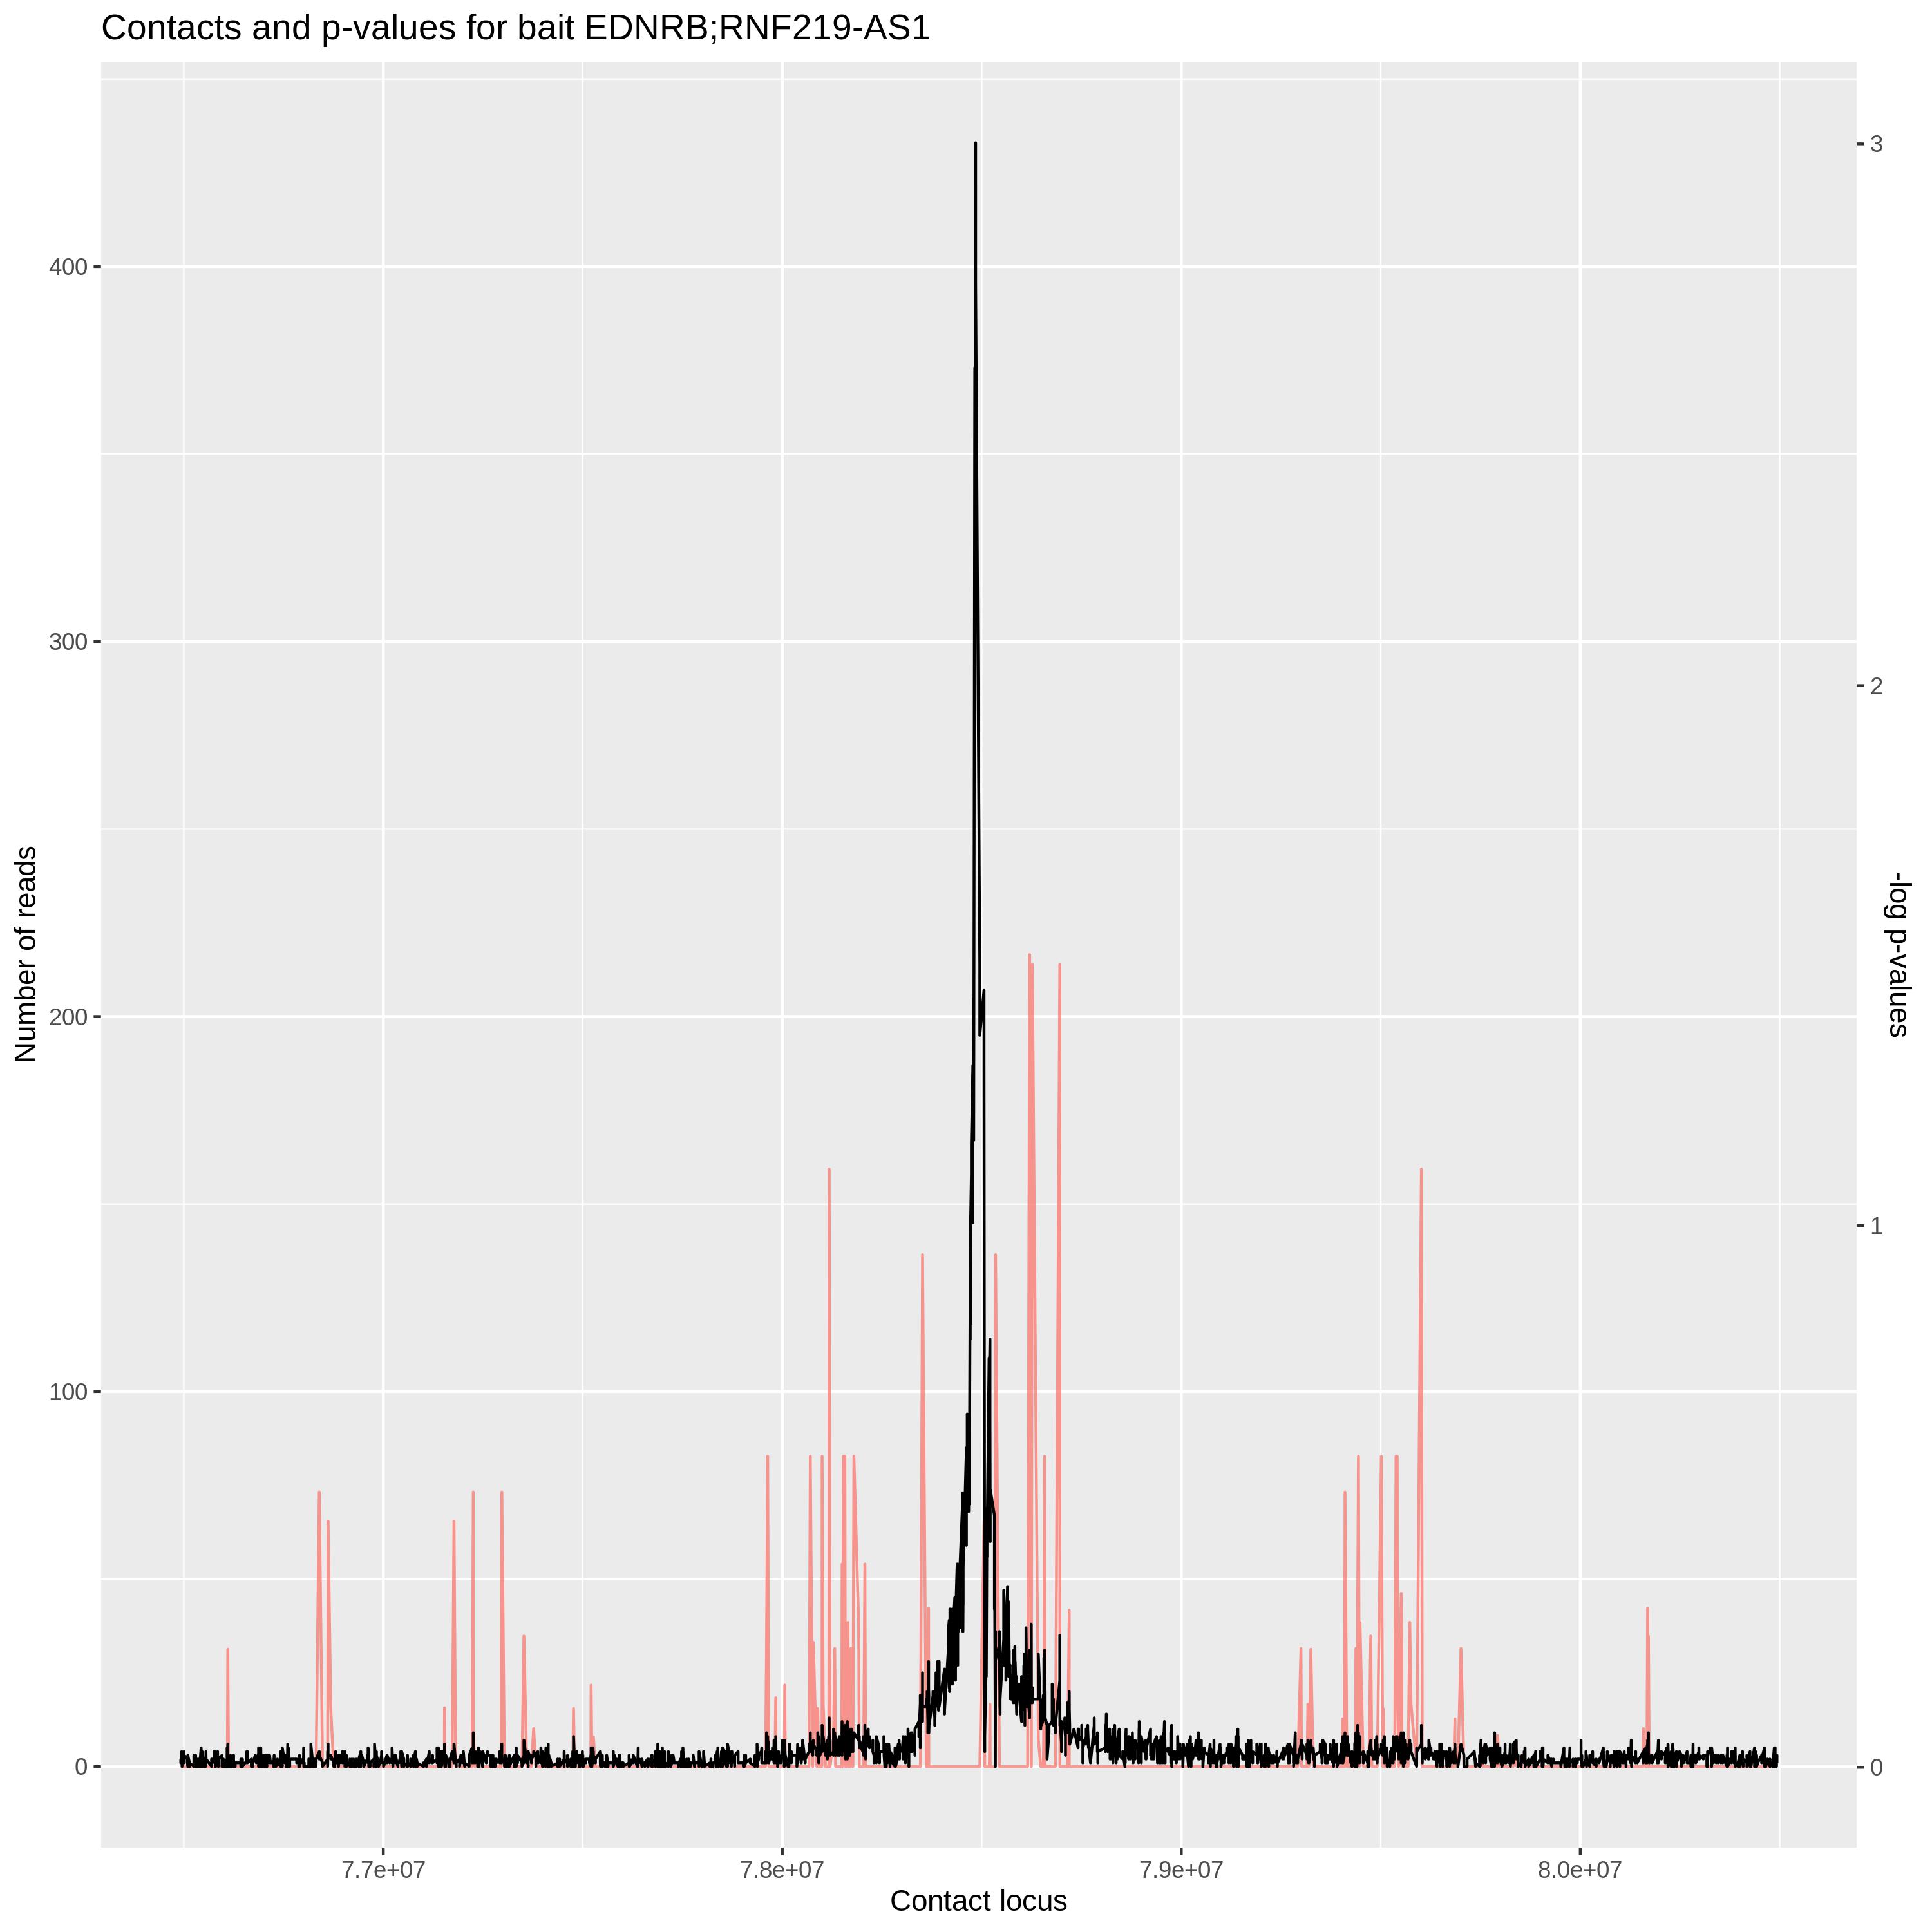 Contacts and p-values for bait EDNRB;RNF219-AS1
Number of reads
400
300
200
100
0
3
2
1
0
-log p-values
7.7e+07 7.8e+07 7.9e+07 8.0e+07
Contact locus